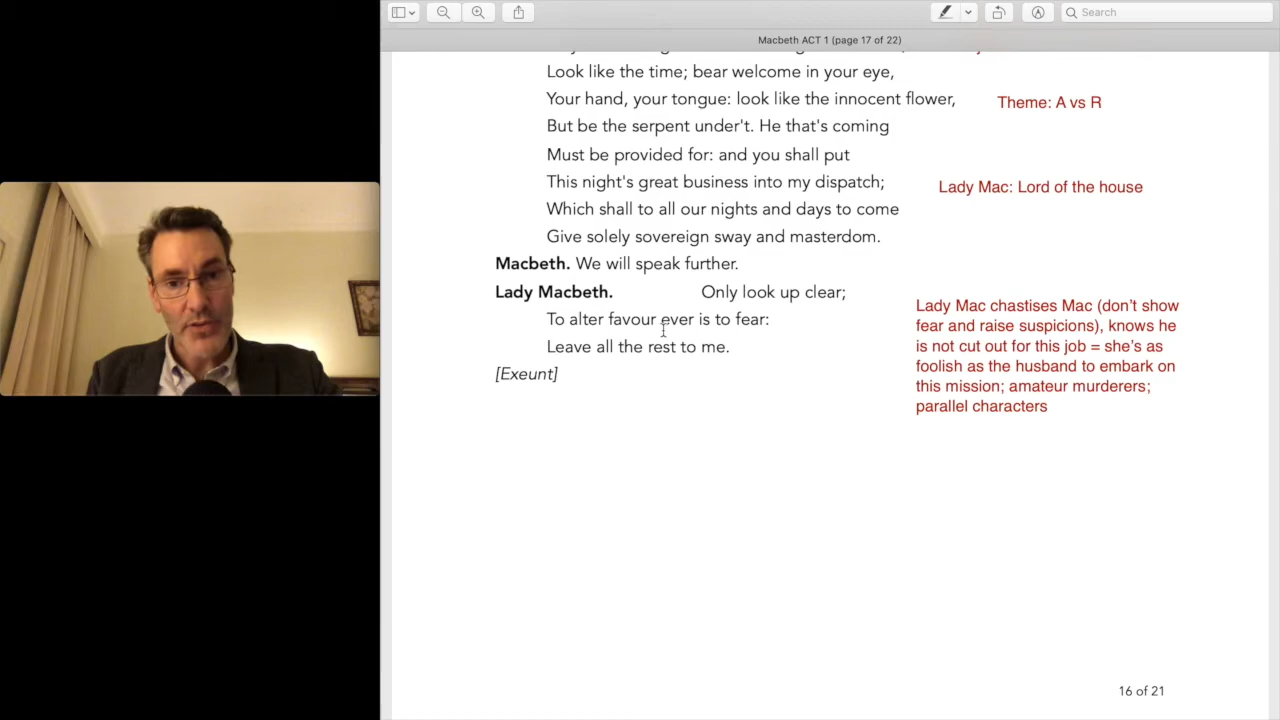 Search
Macbeth ACT 1 (page 17 of 22)
Look like the time; bear welcome in your eye,
Your hand, your tongue: look like the innocent flower,
Theme: A vs R
But be the serpent under't. He that's coming
Must be provided for: and you shall put
This night's great business into my dispatch;
Lady Mac: Lord of the house
Which shall to all our nights and days to come
Give solely sovereign sway and masterdom.
Macbeth. We will speak further.
Lady Macbeth. Only look up clear;
To alter favour ever is to fear:
Leave all the rest to me.
[Exeunt]
Lady Mac chastises Mac (don't show
fear and raise suspicions), knows he
is not cut out for this job = she's as
foolish as the husband to embark on
this mission; amateur murderers;
parallel characters
16 of 21